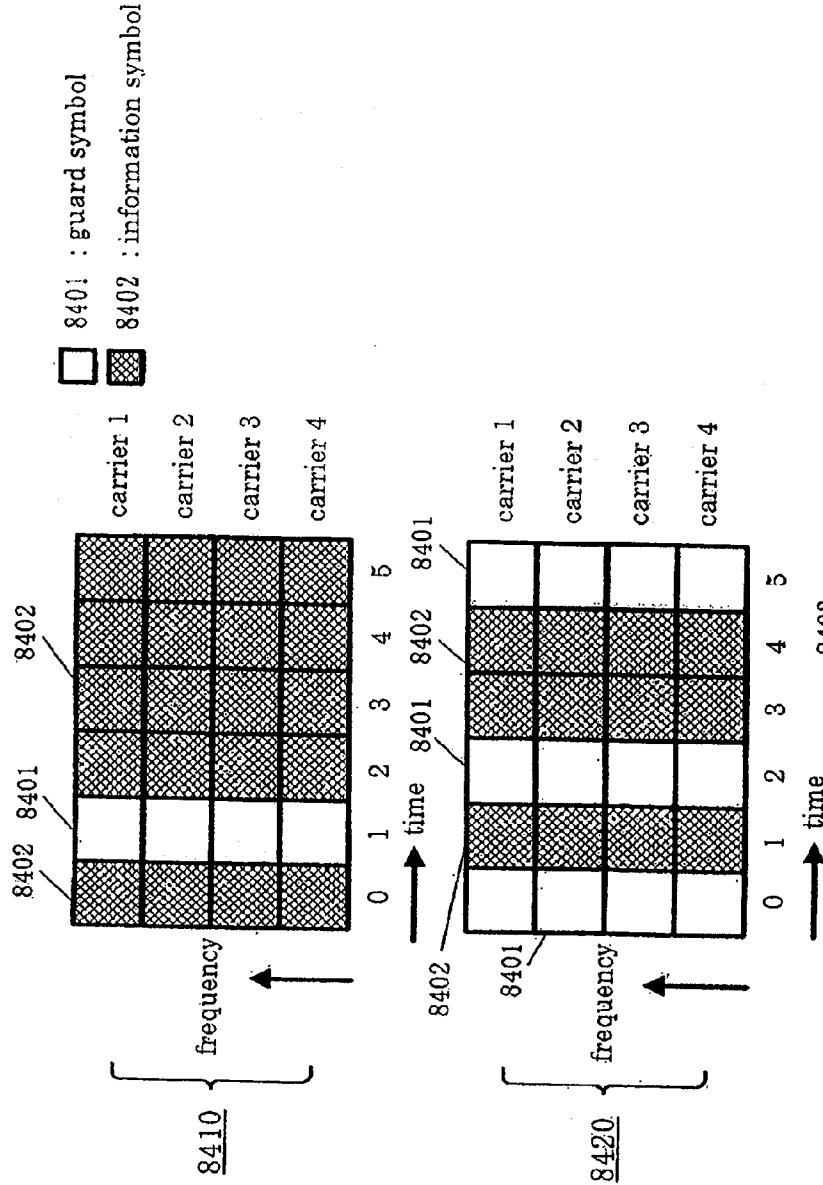 8401 : guard symbol
8402 : information symbol
8402
8401
8402
8410
frequency
carrier 1
carrier 2
carrier 3
carrier 4
0 1 2 3 4 5
time
8402
8401
8401
8402
8401
8420
frequency
carrier 1
carrier 2
carrier 3
carrier 4
0 1 2 3 4 5
time